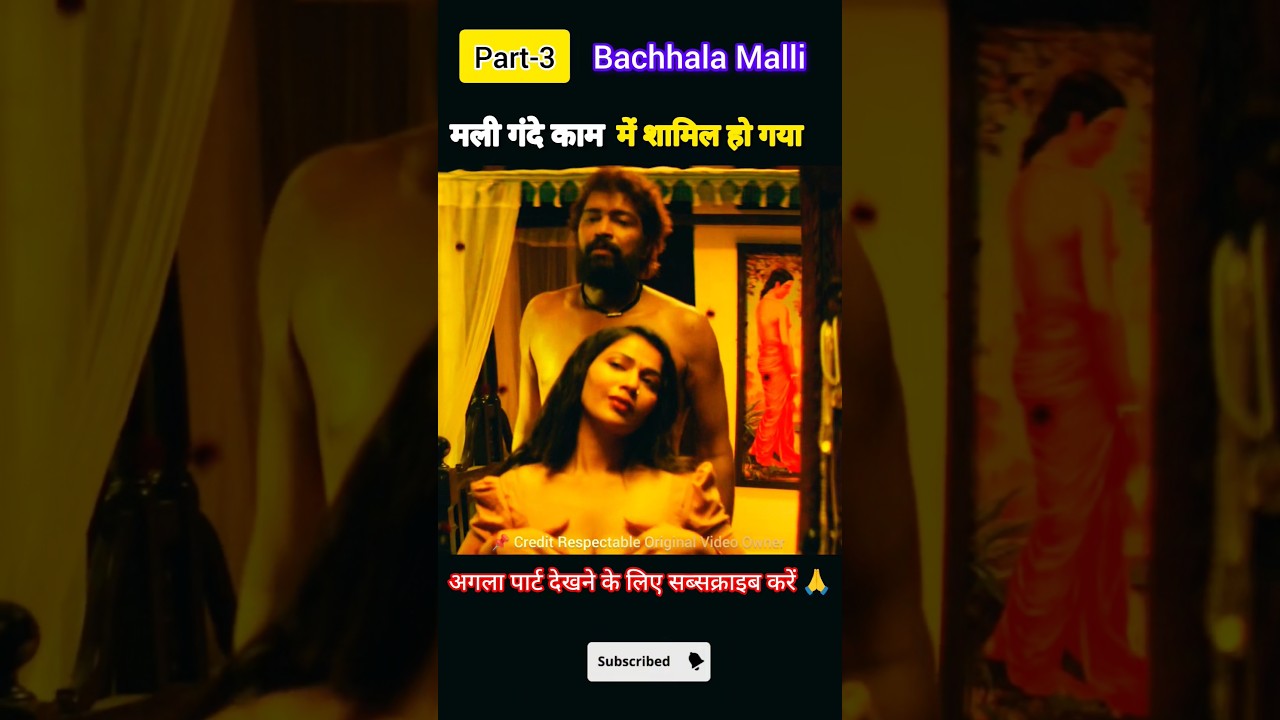 Part-3 Bachhala Malli
मली गंदे काम में शामिल हो गया
📌 Credit Respectable Original Video Owner
अगला पार्ट देखने के लिए सब्सक्राइब करें 🙏
Subscribed